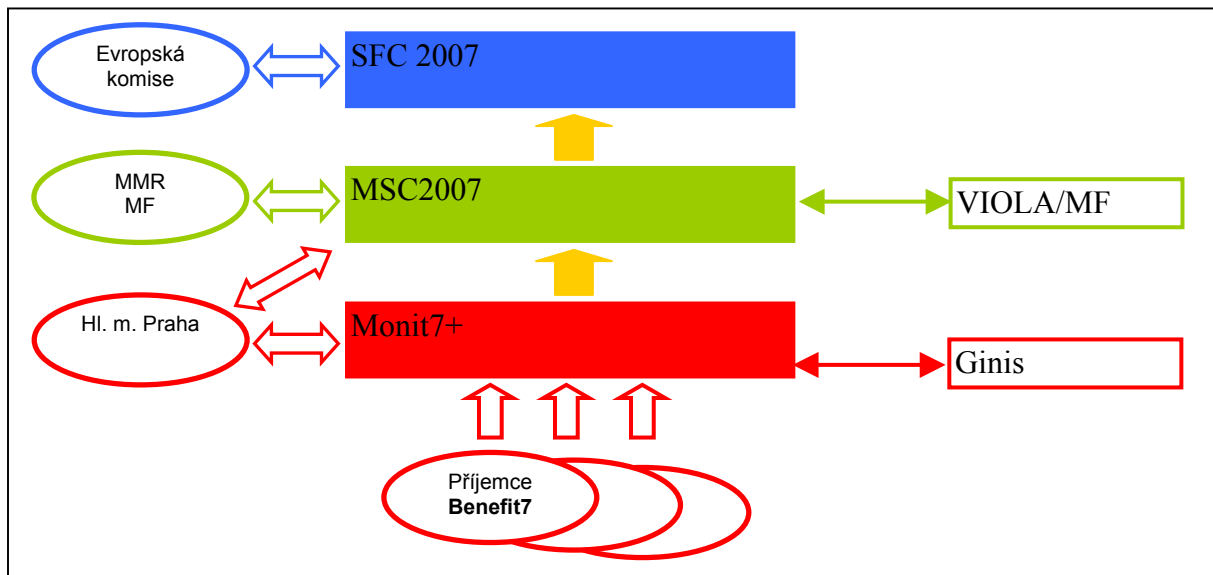 Evropská
komise
SFC 2007
MMR
MF
MSC2007
VIOLA/MF
Hl. m. Praha
Monit7+
Ginis
Příjemce
Benefit7